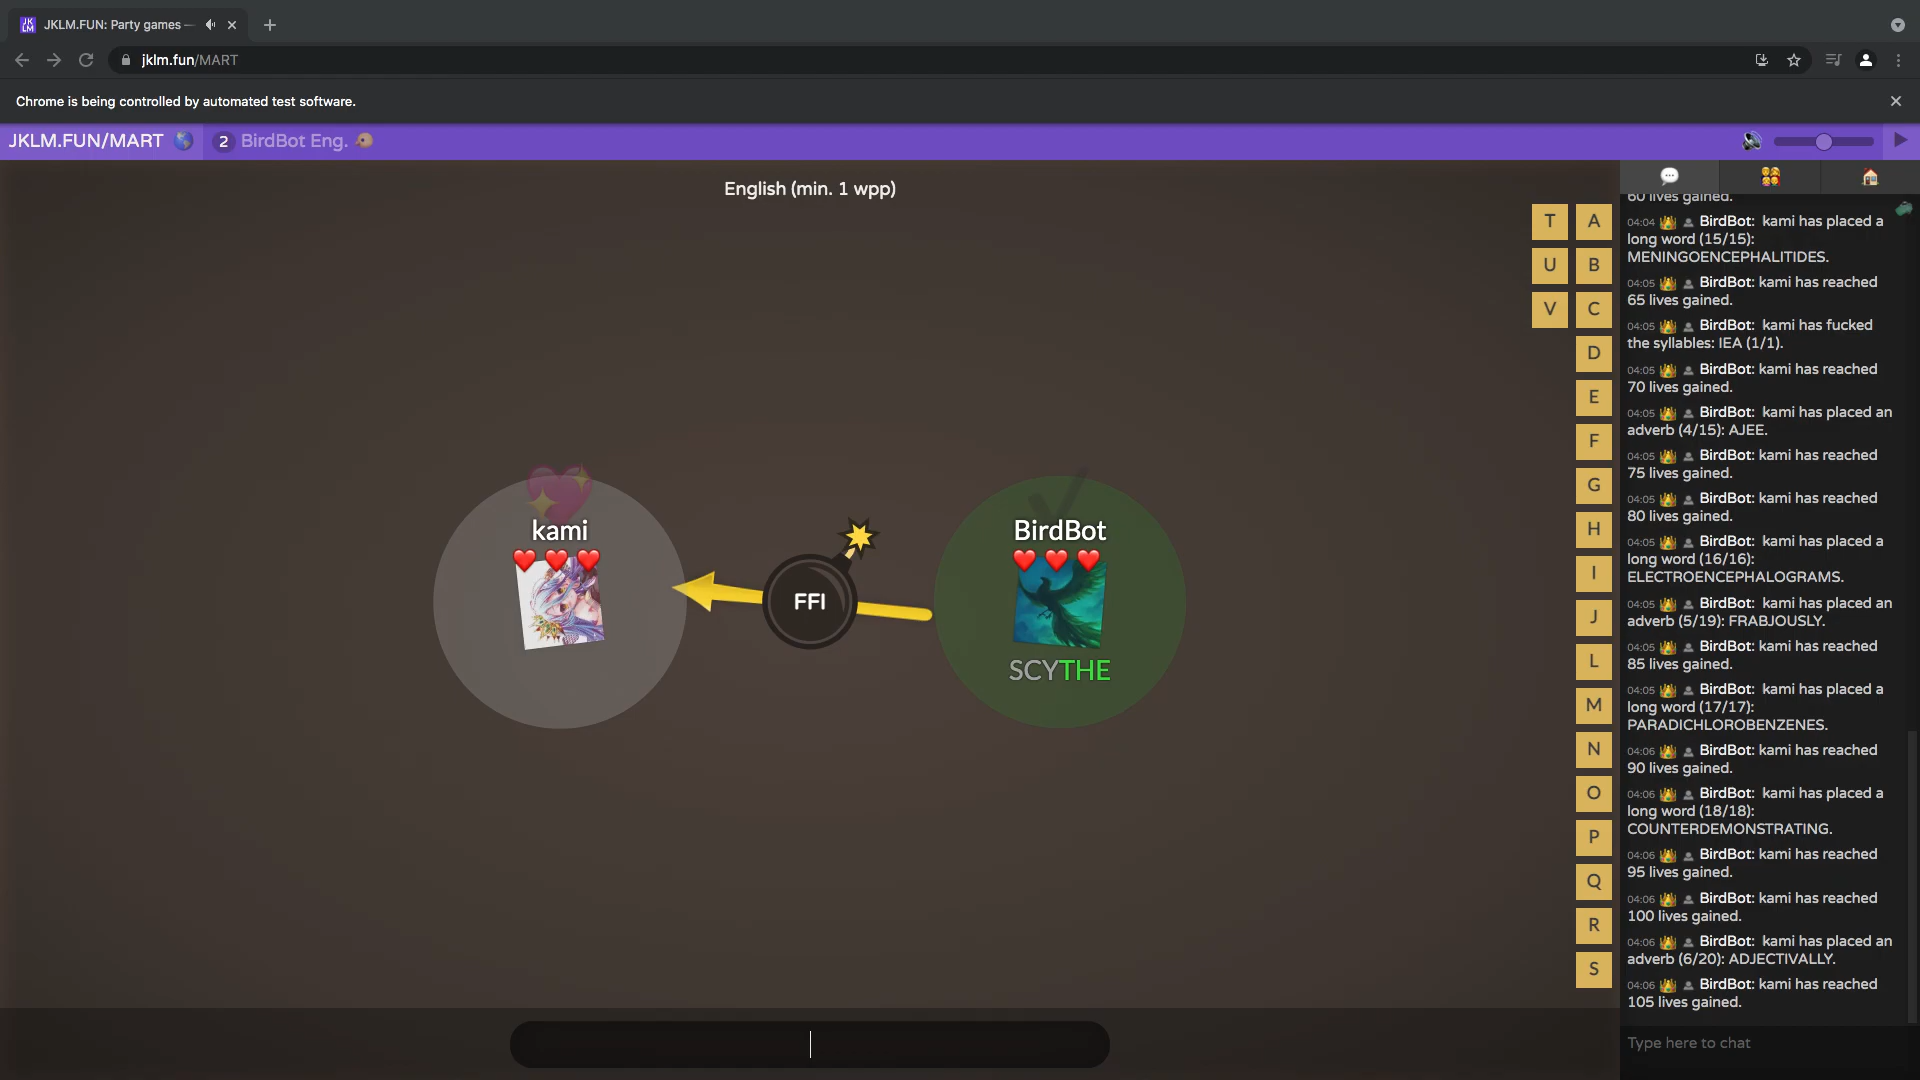 JKLM.FUN: Party games —
jklm.fun/MART
Chrome is being controlled by automated test software.
JKLM.FUN/MART
2 BirdBot Eng.
English (min. 1 wpp)
T A
U B
V C
D
E
F
G
H
I
J
L
M
N
O
P
Q
R
S
kami
FFI
BirdBot
SCYTHE
60 lives gained.
04:04 BirdBot: kami has placed a
long word (15/15):
MENINGOENCEPHALITIDES.
04:05 BirdBot: kami has reached
65 lives gained.
04:05 BirdBot: kami has fucked
the syllables: IEA (1/1).
04:05 BirdBot: kami has reached
70 lives gained.
04:05 BirdBot: kami has placed an
adverb (4/15): AJEE.
04:05 BirdBot: kami has reached
75 lives gained.
04:05 BirdBot: kami has reached
80 lives gained.
04:05 BirdBot: kami has placed a
long word (16/16):
ELECTROENCEPHALOGRAMS.
04:05 BirdBot: kami has placed an
adverb (5/19): FRABJOUSLY.
04:05 BirdBot: kami has reached
85 lives gained.
04:05 BirdBot: kami has placed a
long word (17/17):
PARADICHLOROBENZENES.
04:06 BirdBot: kami has reached
90 lives gained.
04:06 BirdBot: kami has placed a
long word (18/18):
COUNTERDEMONSTRATING.
04:06 BirdBot: kami has reached
95 lives gained.
04:06 BirdBot: kami has reached
100 lives gained.
04:06 BirdBot: kami has placed an
adverb (6/20): ADJECTIVALLY.
04:06 BirdBot: kami has reached
105 lives gained.
Type here to chat